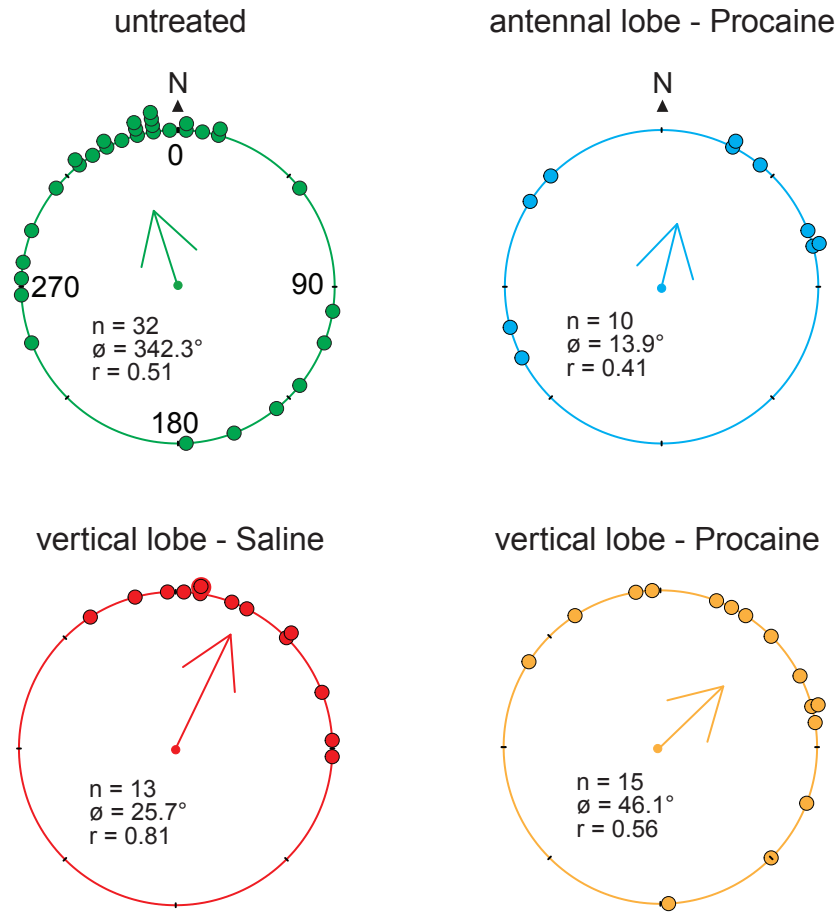 untreated
antennal lobe - Procaine
N
N
0
270
90
n = 32
ø = 342.3°
r = 0.51
180
n = 10
ø = 13.9°
r = 0.41
vertical lobe - Saline
vertical lobe - Procaine
n = 13
ø = 25.7°
r = 0.81
n = 15
ø = 46.1°
r = 0.56